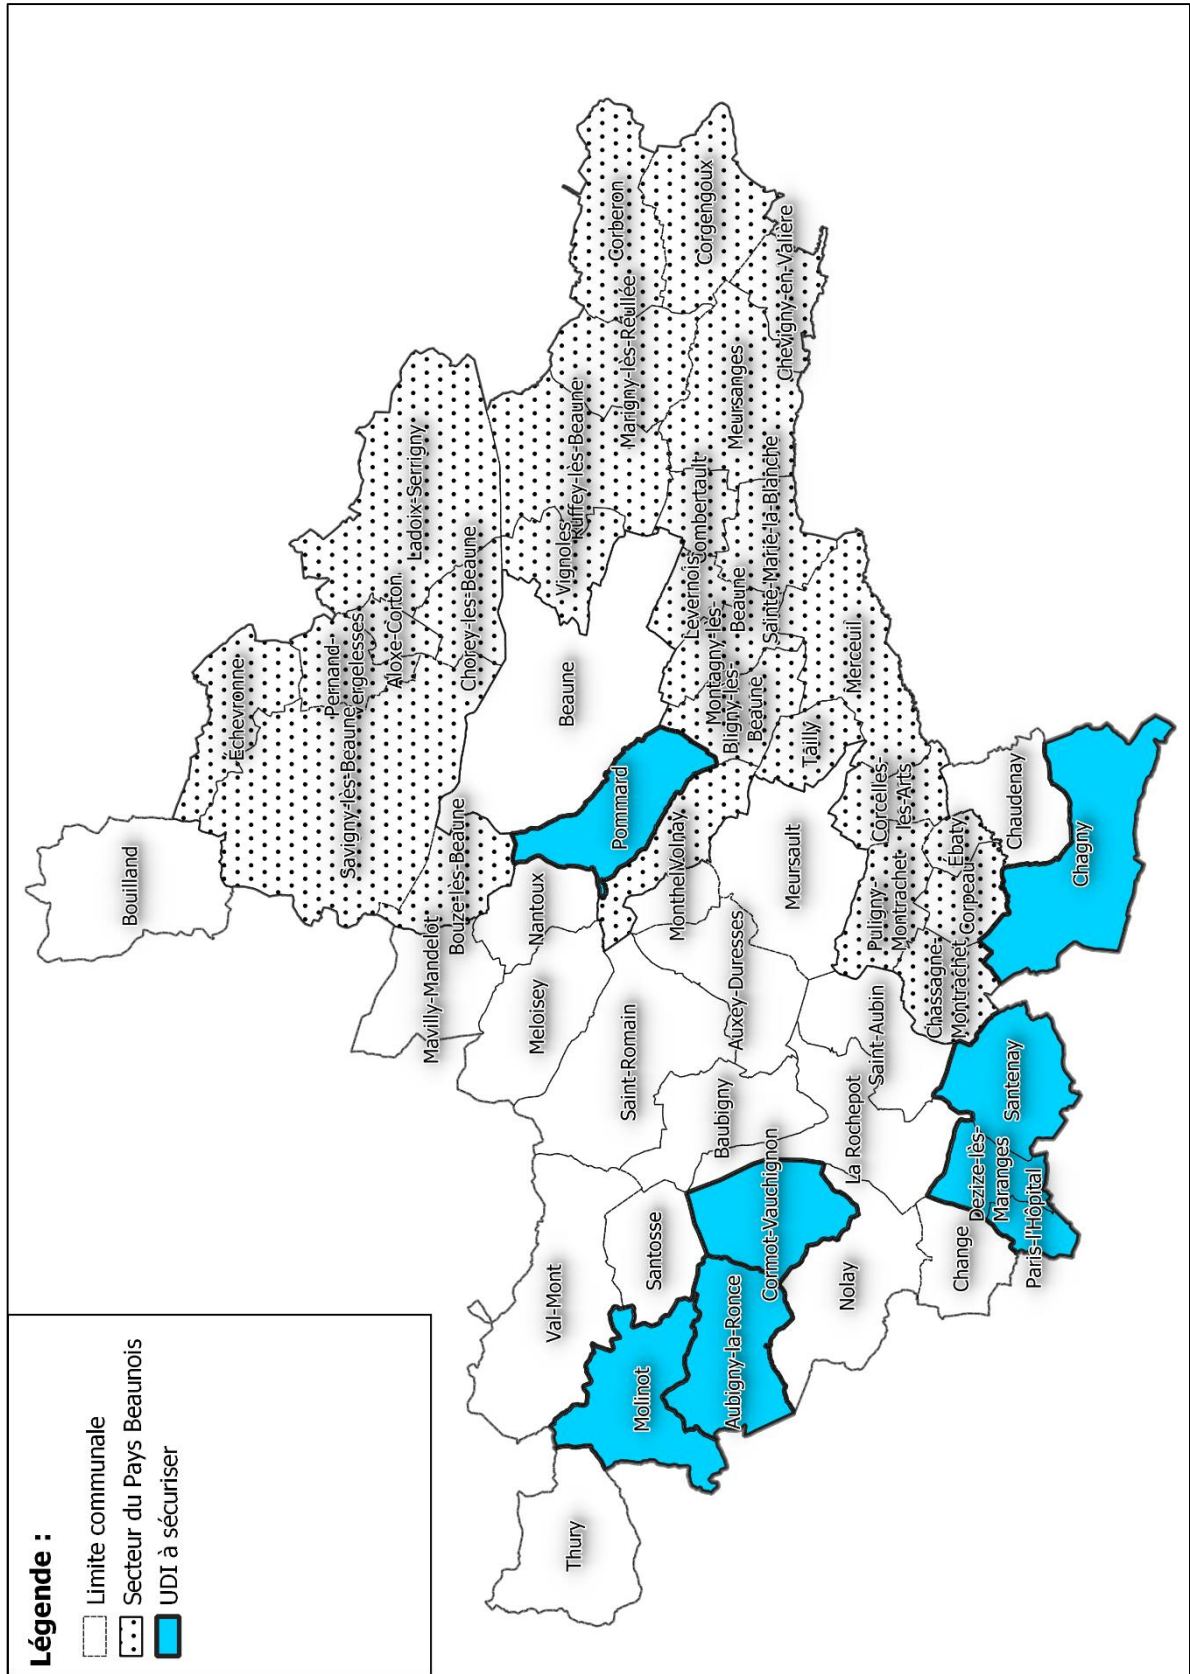 Légende :
Limite communale
Secteur du Pays Beaunois
UDI à sécuriser
Bouilland
Échevronne
Pernand-
Vergelesses
Savigny-lès-Beaune
Aloxe-Corton
Ladoix-Serrigny
Chorey-les-Beaune
Mavilly-Mandelot
Bouze-lès-Beaune
Nantoux
Meloisey
Beaune
Vignoles
Ruffey-lès-Beaune
Corberon
Marigny-lès-Reullée
Corgengoux
Chevigny-en-Valière
Meursanges
Combertault
Levernois
Sainte-Marie-la-Blanche
Montagny-lès-
Beaune
Bligny-lès-
Beaune
Merceuil
Tailly
Pommard
Volnay
Monthelie
Meursault
Auxey-Duresses
Saint-Romain
Baubigny
Val-Mont
Santosse
Thury
Molinot
Aubigny-la-Ronce
Cormot-Vauchignon
Nolay
La Rochepot
Saint-Aubin
Puligny-
Montrachet
Corcelles-
les-Arts
Ébaty
Corpeau
Chassagne-
Montrachet
Chaudenay
Chagny
Santenay
Dezize-lès-
Maranges
Paris-l'Hôpital
Change